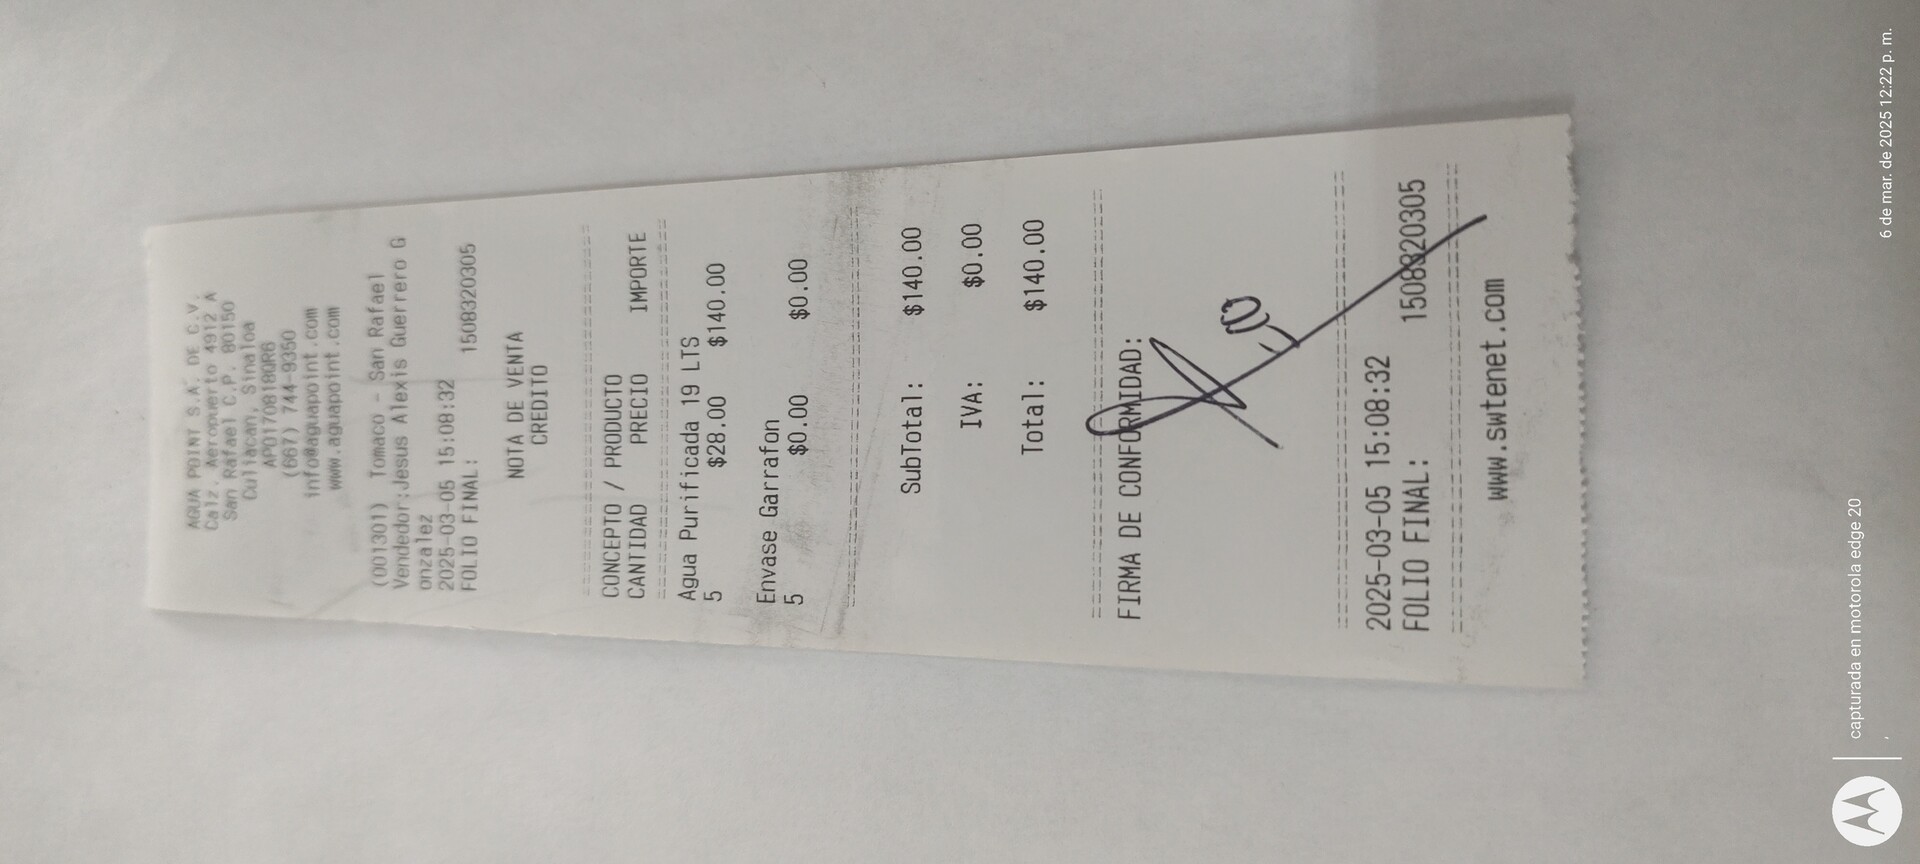 AGUA POINT S.A. DE C.V.
Calz. Aeropuerto 4912 A
San Rafael C.P. 80150
Culiacan, Sinaloa
APO170818QR6
(667) 744-9350
info@aguapoint.com
www.aguapoint.com
(001301) Tomaco - San Rafael
Vendedor:Jesus Alexis Guerrero G
onzalez
2025-03-05 15:08:32
FOLIO FINAL: 1508320305
NOTA DE VENTA
CREDITO
CONCEPTO / PRODUCTO
CANTIDAD PRECIO IMPORTE
Agua Purificada 19 LTS
5 $28.00 $140.00
Envase Garrafon
5 $0.00 $0.00
SubTotal: $140.00
IVA: $0.00
Total: $140.00
FIRMA DE CONFORMIDAD:
2025-03-05 15:08:32
FOLIO FINAL: 1508320305
www.swtenet.com
capturada en motorola edge 20
6 de mar. de 2025 12:22 p. m.